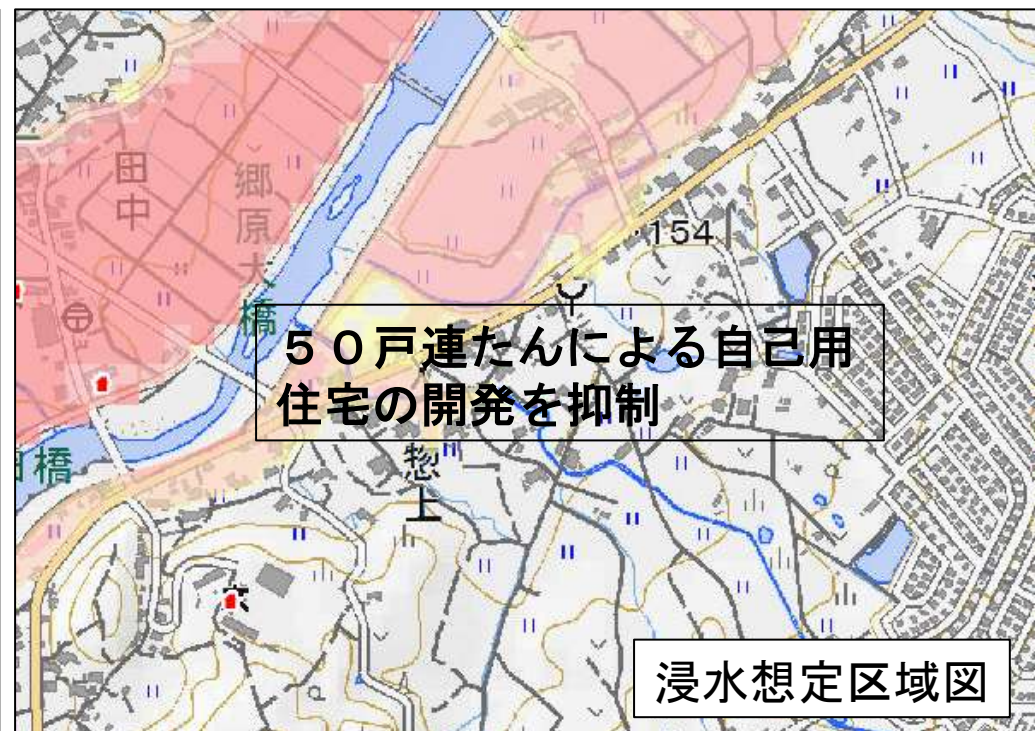 田中
郷原大橋
154
50戸連たんによる自己用
住宅の開発を抑制
惣上
橋
浸水想定区域図